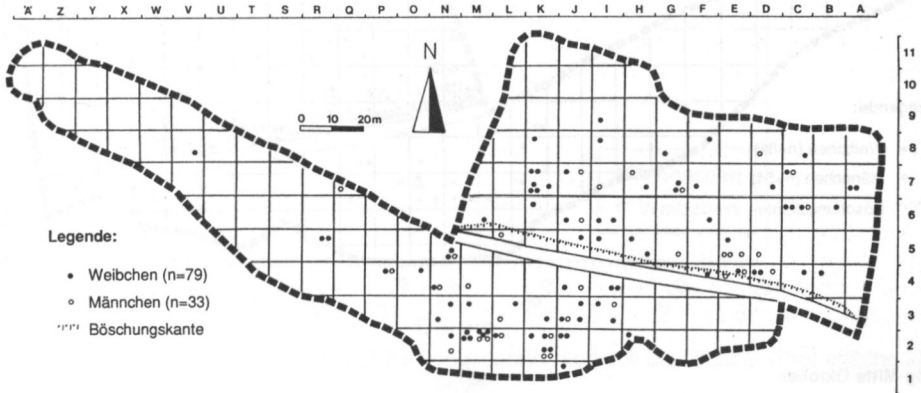 Ä Z Y X W V U T S R Q P O N M L K J I H G F E D C B A
N
0 10 20m
11
10
9
8
7
6
5
4
3
2
1
Legende:
Weibchen (n=79)
Männchen (n=33)
Böschungskante